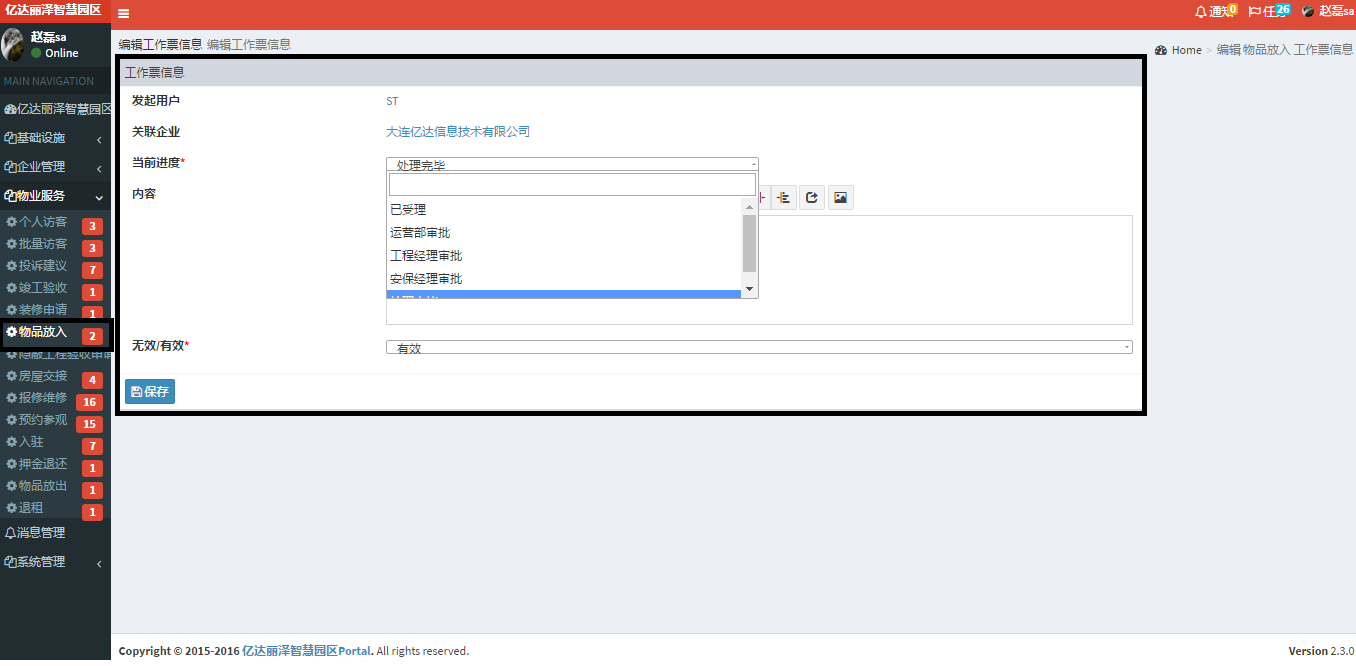 亿达丽泽智慧园区
通知 0
任务 26
赵磊sa
赵磊sa
Online
MAIN NAVIGATION
亿达丽泽智慧园区
基础设施
企业管理
物业服务
个人访客 3
批量访客 3
投诉建议 7
竣工验收 1
装修申请 1
物品放入 2
隐蔽工程验收申请
房屋交接 4
报修维修 16
预约参观 15
入驻 7
押金退还 1
物品放出 1
退租 1
消息管理
系统管理
编辑工作票信息 编辑工作票信息
Home > 编辑 物品放入 工作票信息
工作票信息
发起用户 ST
关联企业 大连亿达信息技术有限公司
当前进度* 处理完毕
内容
已受理
运营部审批
工程经理审批
安保经理审批
无效/有效* 有效
保存
Copyright © 2015-2016 亿达丽泽智慧园区Portal. All rights reserved.
Version 2.3.0